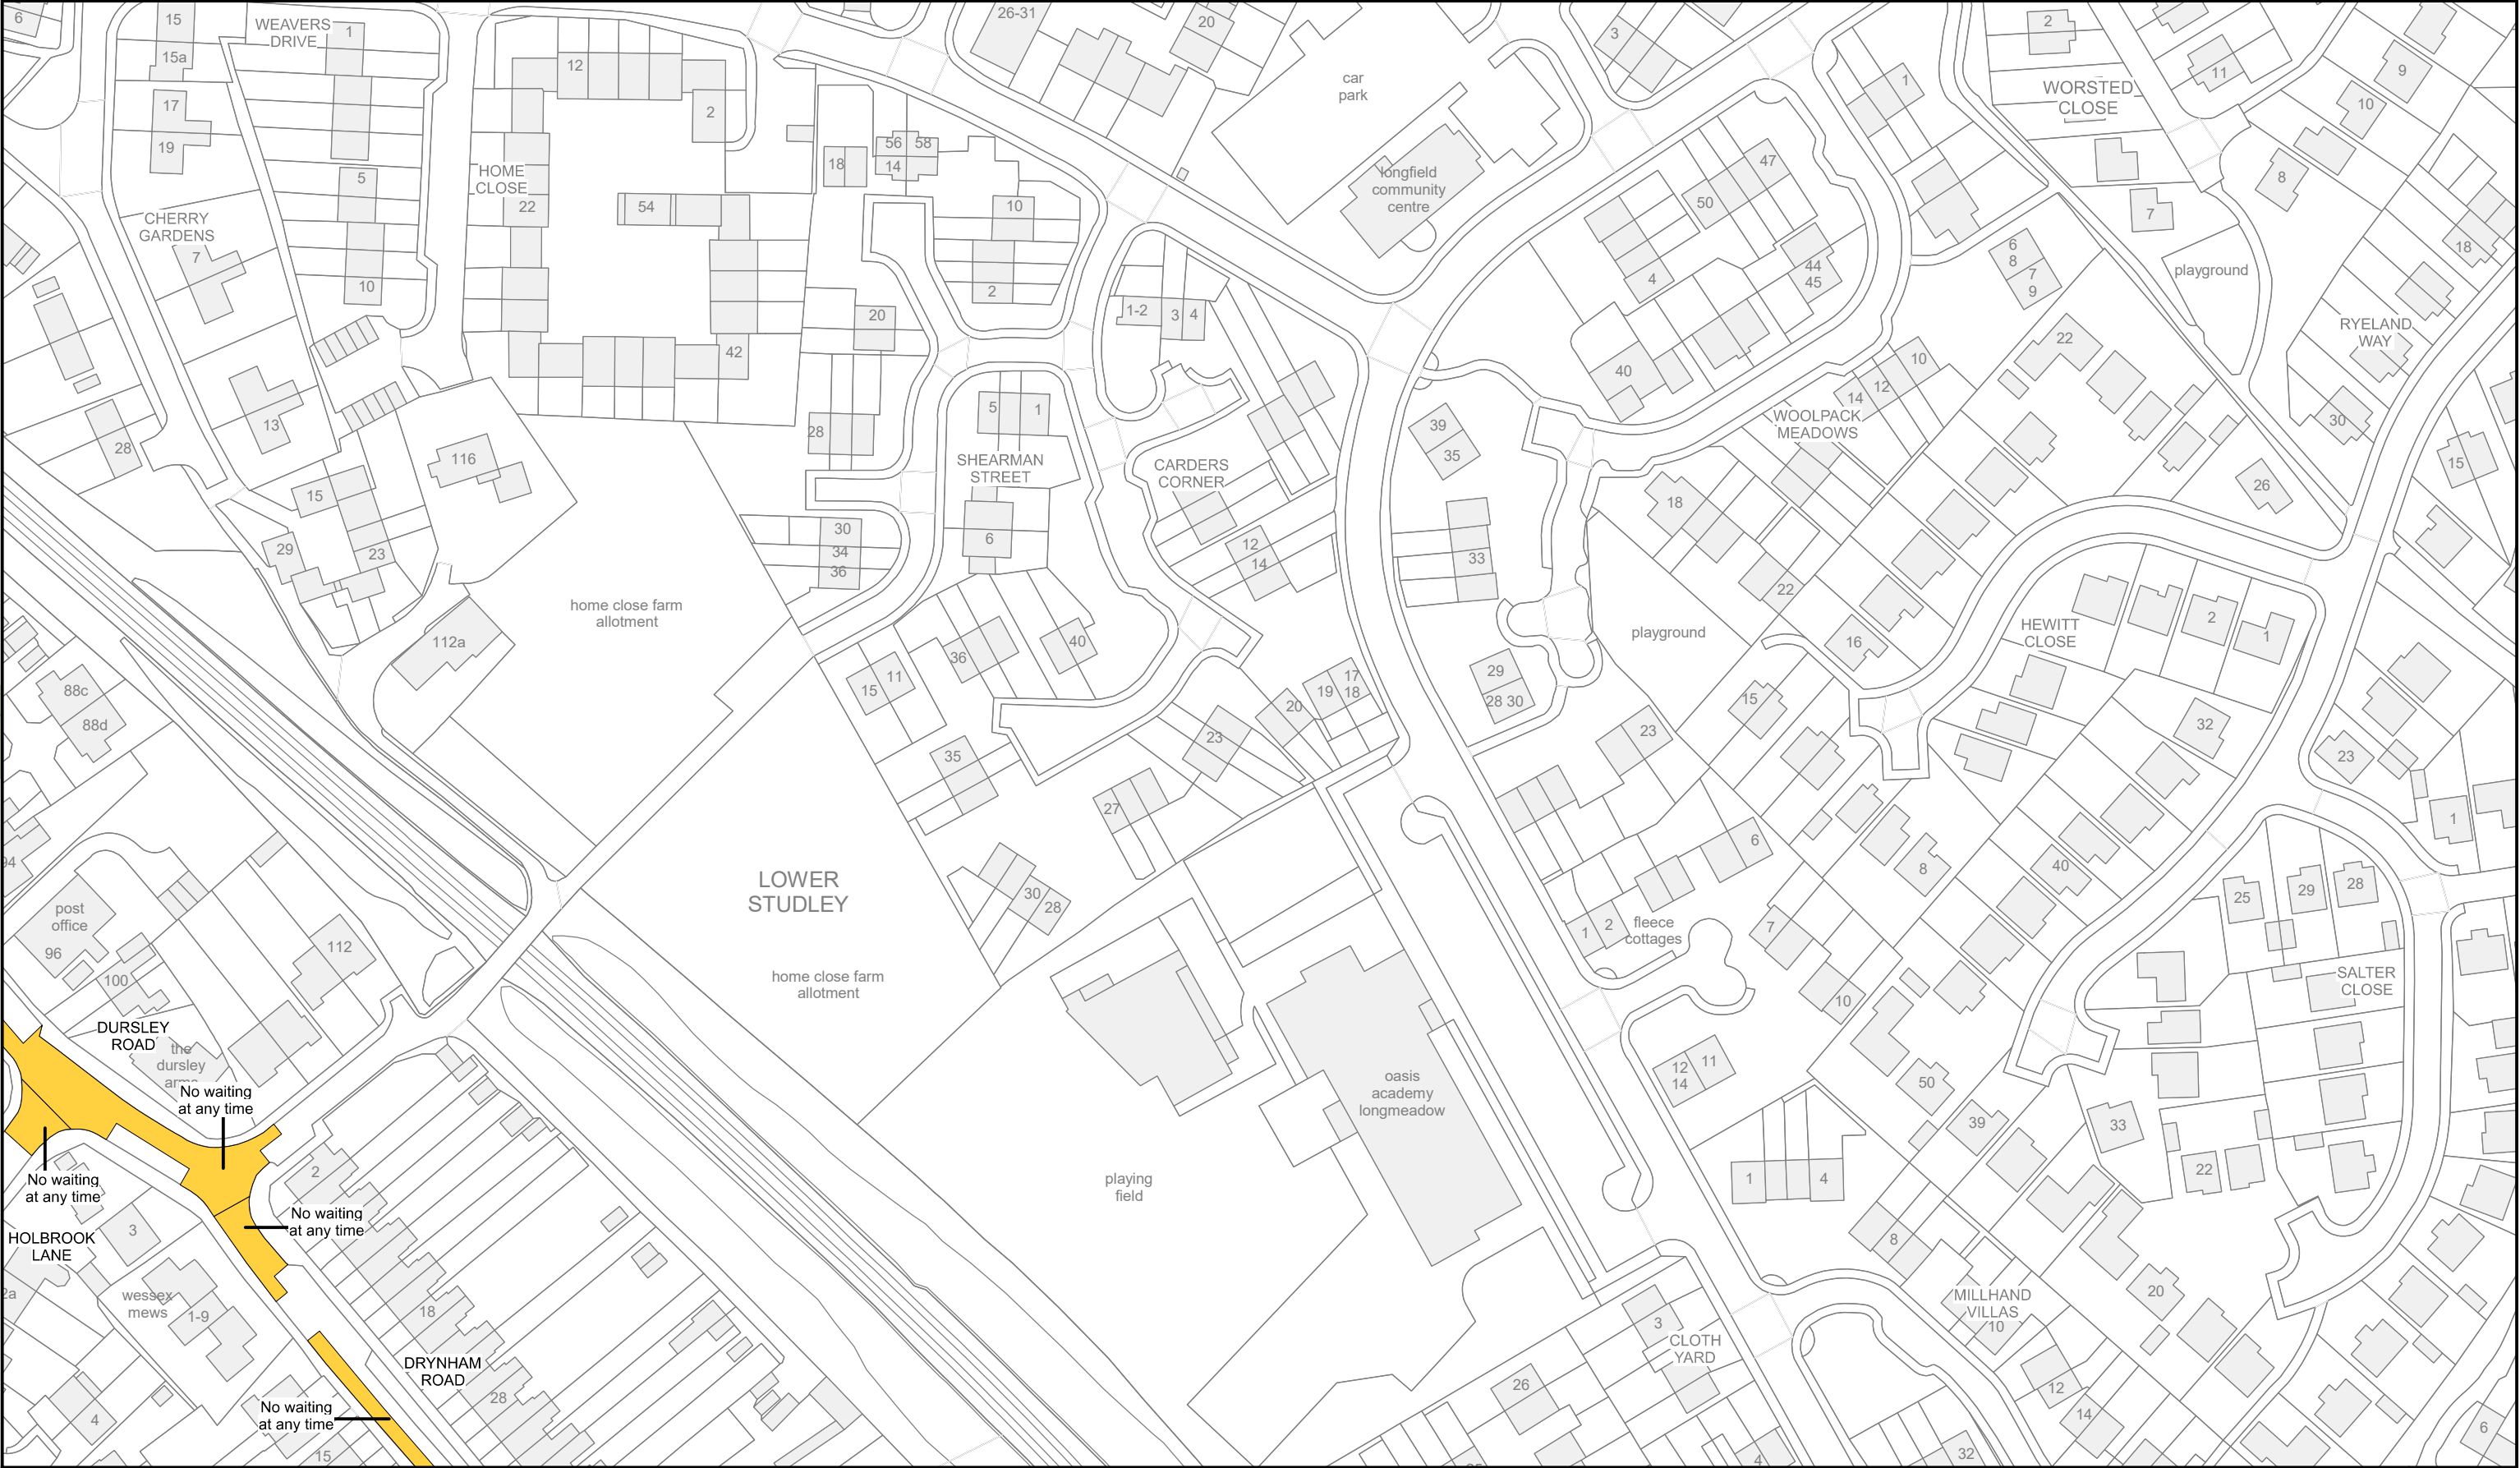 6
15
15a
17
19
WEAVERS
DRIVE
1
5
10
CHERRY
GARDENS
7
13
28
HOME
CLOSE
12
2
22
54
42
18
56
58
14
10
2
20
28
26-31
20
car
park
longfield
community
centre
3
1
2
WORSTED
CLOSE
11
9
10
8
7
18
playground
RYELAND
WAY
30
15
47
50
4
44
45
40
6
8
7
9
22
10
12
14
WOOLPACK
MEADOWS
26
39
35
33
18
22
16
playground
29
28 30
23
15
HEWITT
CLOSE
2
1
32
23
1
1-2
3
4
5
1
SHEARMAN
STREET
6
CARDERS
CORNER
12
14
30
34
36
15
11
36
40
35
17
18
19
20
23
27
30
28
116
15
29
23
112a
home close farm
allotment
88c
88d
94
post
office
96
100
112
DURSLEY
ROAD
the
dursley
arms
No waiting
at any time
No waiting
at any time
No waiting
at any time
No waiting
at any time
HOLBROOK
LANE
2
3
2a
wessex
mews
1-9
18
28
DRYNHAM
ROAD
4
15
LOWER
STUDLEY
home close farm
allotment
playing
field
oasis
academy
longmeadow
6
fleece
cottages
1
2
7
8
10
40
25
29
28
SALTER
CLOSE
12
14
11
50
39
33
22
1
4
8
MILLHAND
VILLAS
10
20
12
14
32
3
CLOTH
YARD
26
4
6